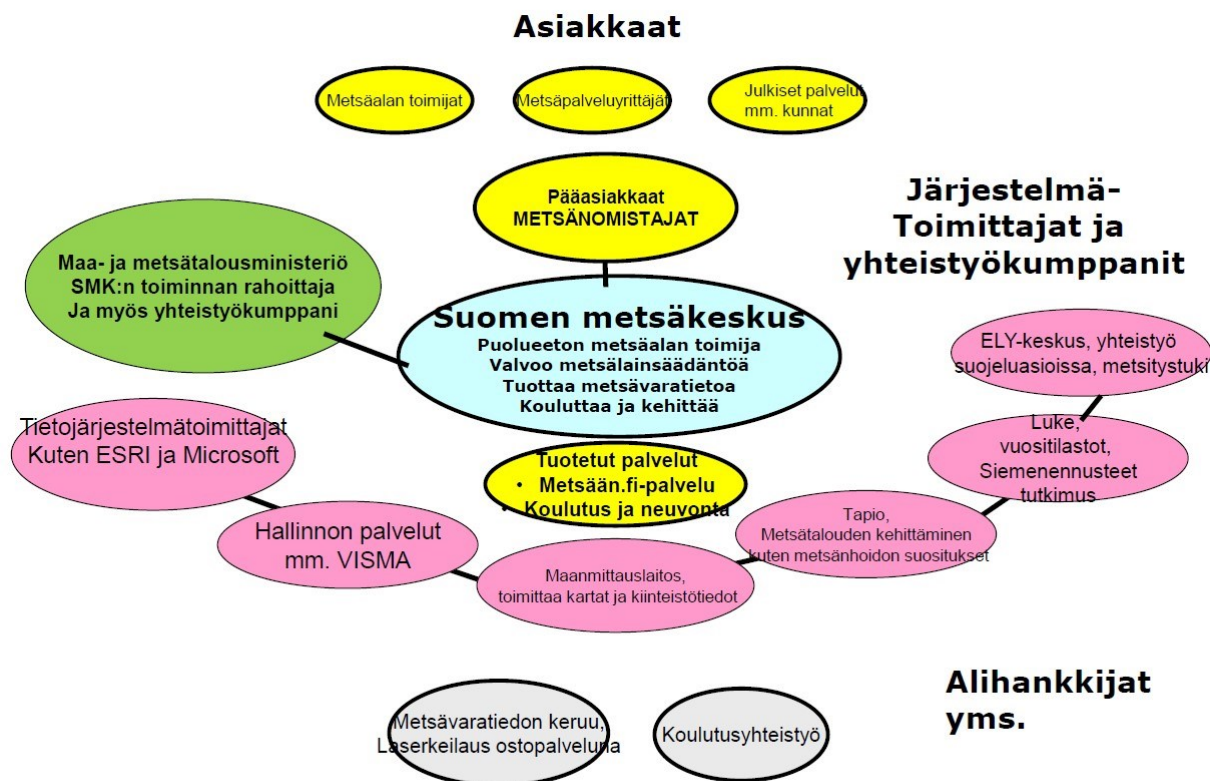 Asiakkaat
Metsäalan toimijat
Metsäpalveluyrittäjät
Julkiset palvelut
mm. kunnat
Pääasiakkaat
METSÄNOMISTAJAT
Järjestelmä-
Toimittajat ja
yhteistyökumppanit
Maa- ja metsätalousministeriö
SMK:n toiminnan rahoittaja
Ja myös yhteistyökumppani
Suomen metsäkeskus
Puolueeton metsäalan toimija
Valvoo metsälainsäädäntöä
Tuottaa metsävaratietoa
Kouluttaa ja kehittää
ELY-keskus, yhteistyö
suojeluasioissa, metsitystuki
Tietojärjestelmätoimittajat
Kuten ESRI ja Microsoft
Luke,
vuositilastot,
Siemenennusteet
tutkimus
Tuotetut palvelut
• Metsään.fi-palvelu
• Koulutus ja neuvonta
Hallinnon palvelut
mm. VISMA
Tapio,
Metsätalouden kehittäminen
kuten metsänhoidon suositukset
Maanmittauslaitos,
toimittaa kartat ja kiinteistötiedot
Alihankkijat
yms.
Metsävaratiedon keruu,
Laserkeilaus ostopalveluna
Koulutusyhteistyö